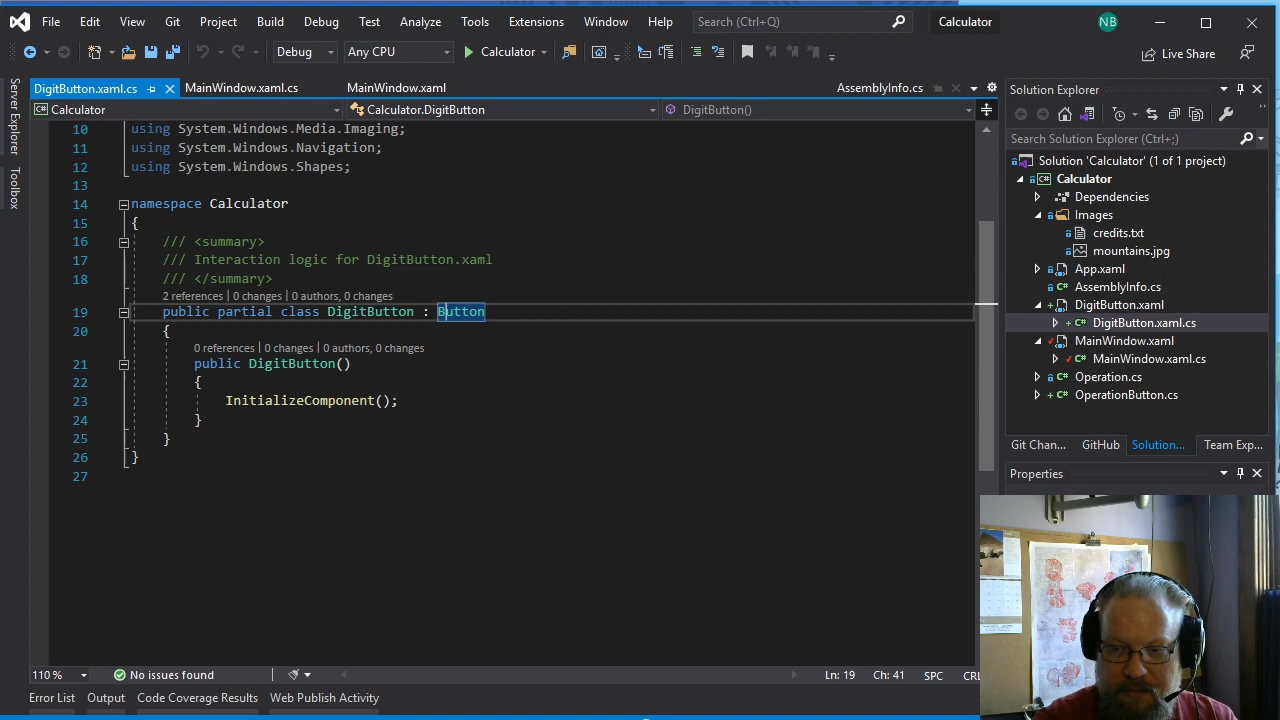 File Edit View Git Project Build Debug Test Analyze Tools Extensions Window Help Search (Ctrl+Q) Calculator NB
Debug Any CPU Calculator Live Share
Server Explorer
Toolbox
DigitButton.xaml.cs MainWindow.xaml.cs MainWindow.xaml AssemblyInfo.cs
Calculator Calculator.DigitButton DigitButton()
10 using System.Windows.Media.Imaging;
11 using System.Windows.Navigation;
12 using System.Windows.Shapes;
13
14 namespace Calculator
15 {
16 /// <summary>
17 /// Interaction logic for DigitButton.xaml
18 /// </summary>
2 references | 0 changes | 0 authors, 0 changes
19 public partial class DigitButton : Button
20 {
0 references | 0 changes | 0 authors, 0 changes
21 public DigitButton()
22 {
23 InitializeComponent();
24 }
25 }
26 }
27
110 % No issues found Ln: 19 Ch: 41 SPC
Error List Output Code Coverage Results Web Publish Activity
Solution Explorer
Search Solution Explorer (Ctrl+;)
Solution 'Calculator' (1 of 1 project)
Calculator
Dependencies
Images
credits.txt
mountains.jpg
App.xaml
AssemblyInfo.cs
DigitButton.xaml
DigitButton.xaml.cs
MainWindow.xaml
MainWindow.xaml.cs
Operation.cs
OperationButton.cs
Git Chan... GitHub Solution... Team Exp...
Properties